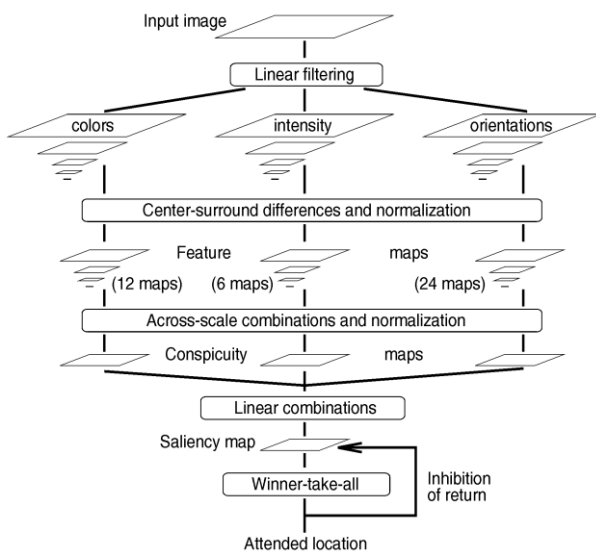 Input image
Linear filtering
colors
intensity
orientations
Center-surround differences and normalization
Feature maps
(12 maps)
(6 maps)
(24 maps)
Across-scale combinations and normalization
Conspicuity maps
Linear combinations
Saliency map
Winner-take-all
Inhibition
of return
Attended location